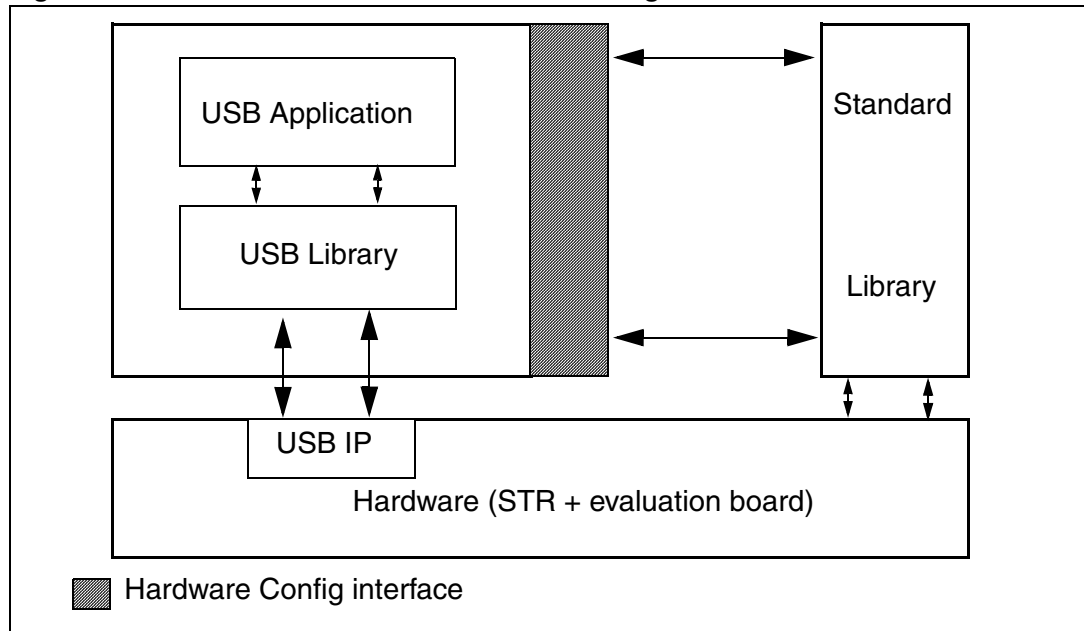 USB Application
Standard
USB Library
Library
USB IP
Hardware (STR + evaluation board)
Hardware Config interface